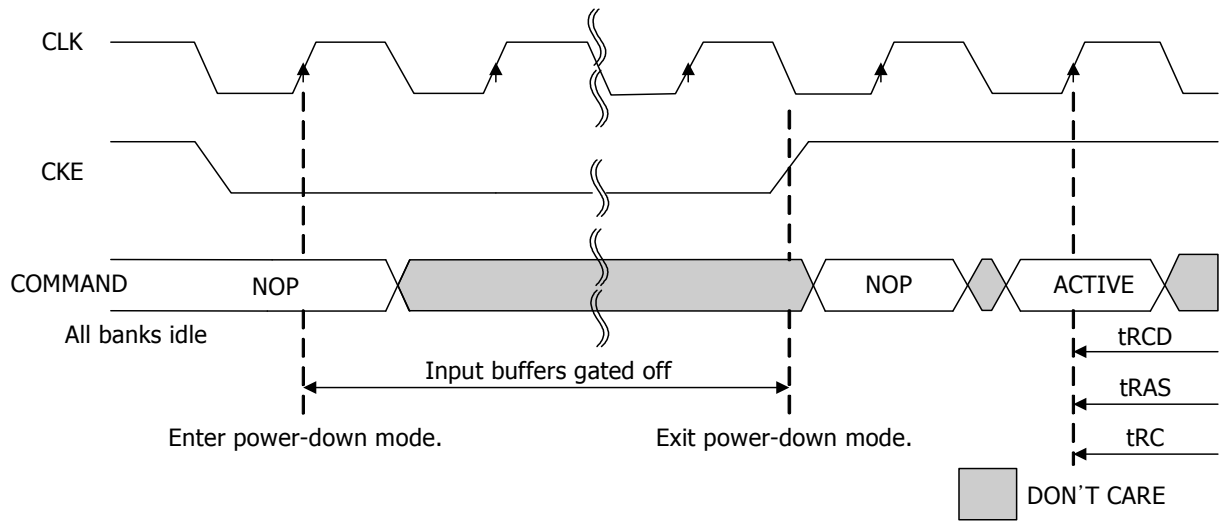 CLK
CKE
COMMAND
NOP
NOP
ACTIVE
All banks idle
tRCD
Input buffers gated off
tRAS
Enter power-down mode.
Exit power-down mode.
tRC
DON'T CARE